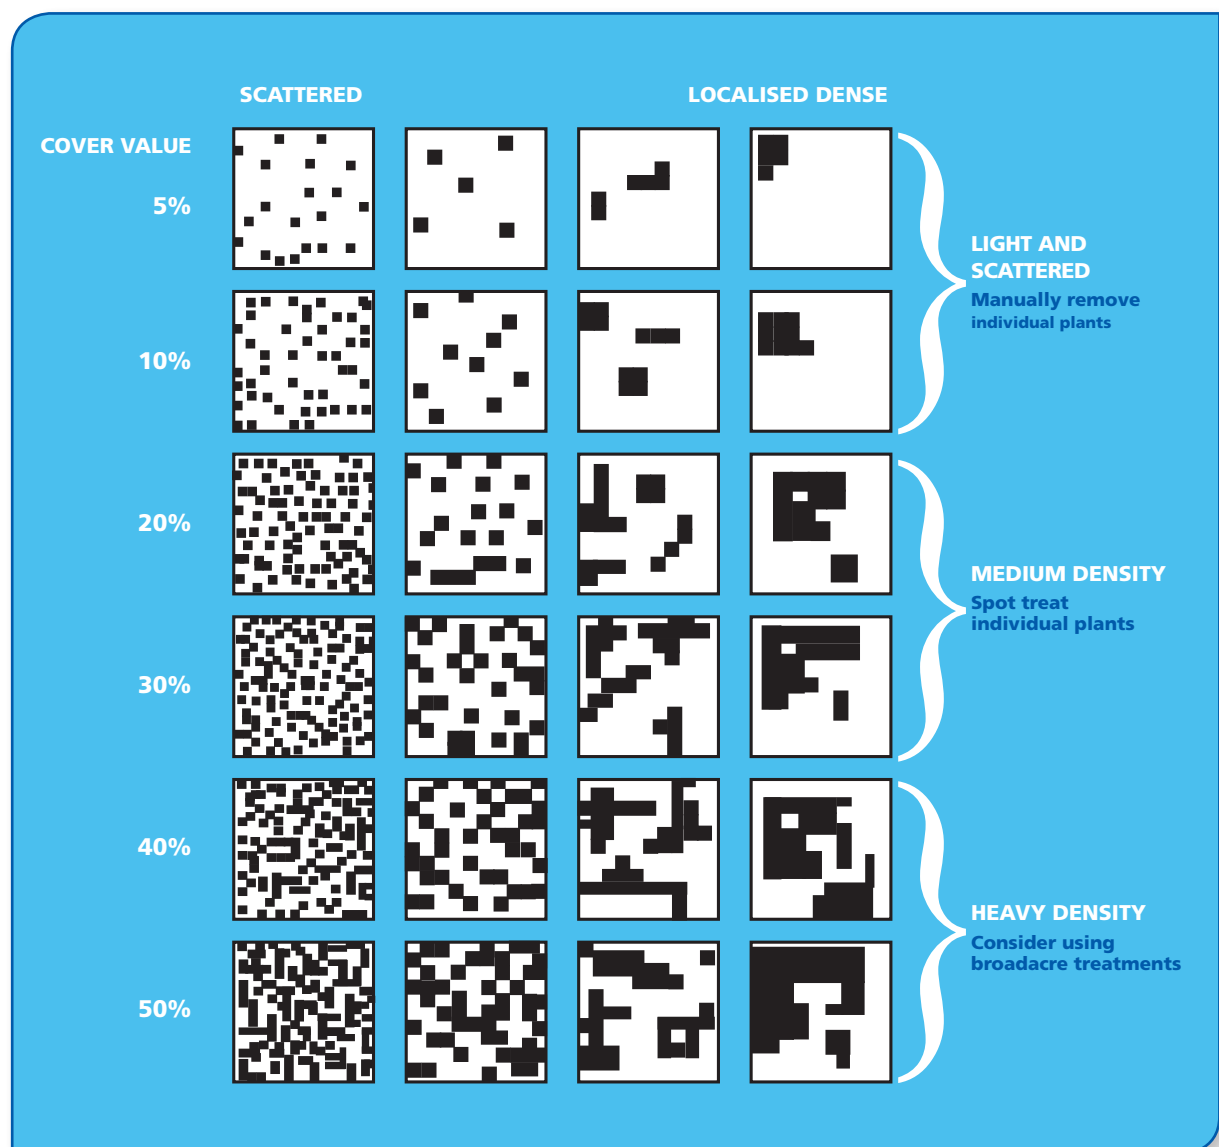 SCATTERED
LOCALISED DENSE
COVER VALUE
5%
10%
20%
30%
40%
50%
LIGHT AND
SCATTERED
Manually remove
individual plants
MEDIUM DENSITY
Spot treat
individual plants
HEAVY DENSITY
Consider using
broadacre treatments